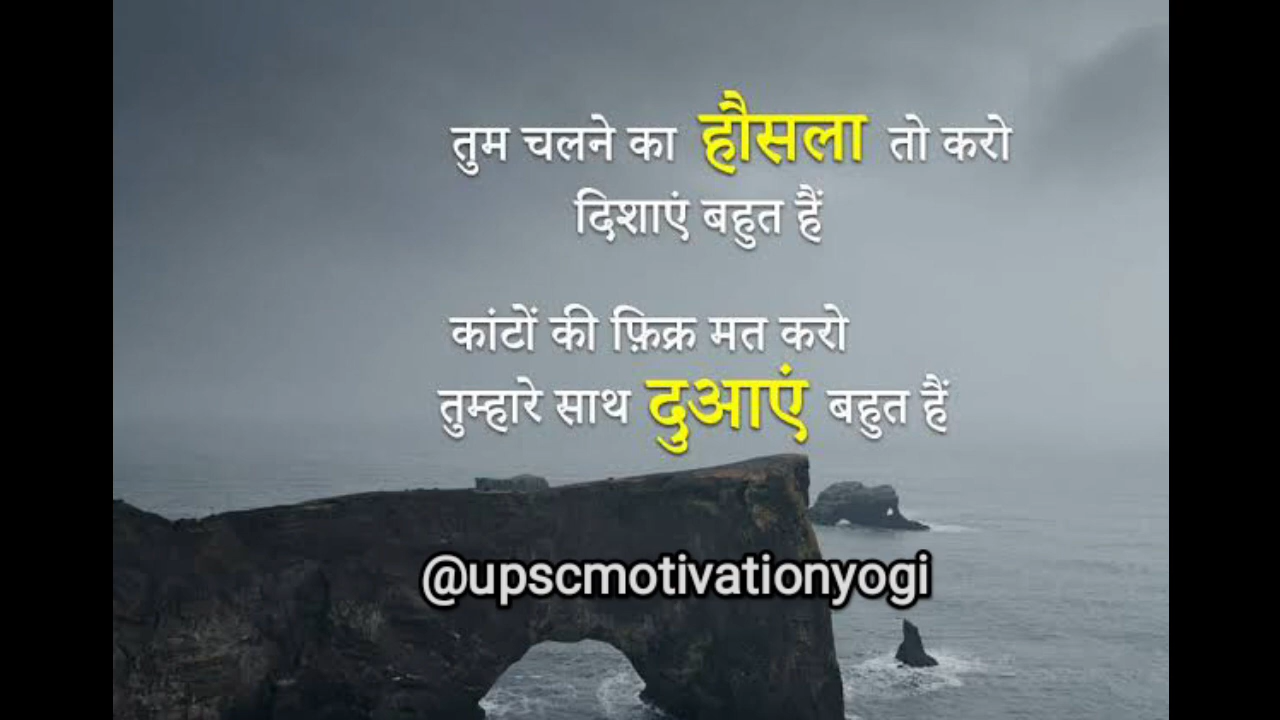 तुम चलने का हौसला तो करो
दिशाएं बहुत हैं
कांटों की फ़िक्र मत करो
तुम्हारे साथ दुआएं बहुत हैं
@upscmotivationyogi